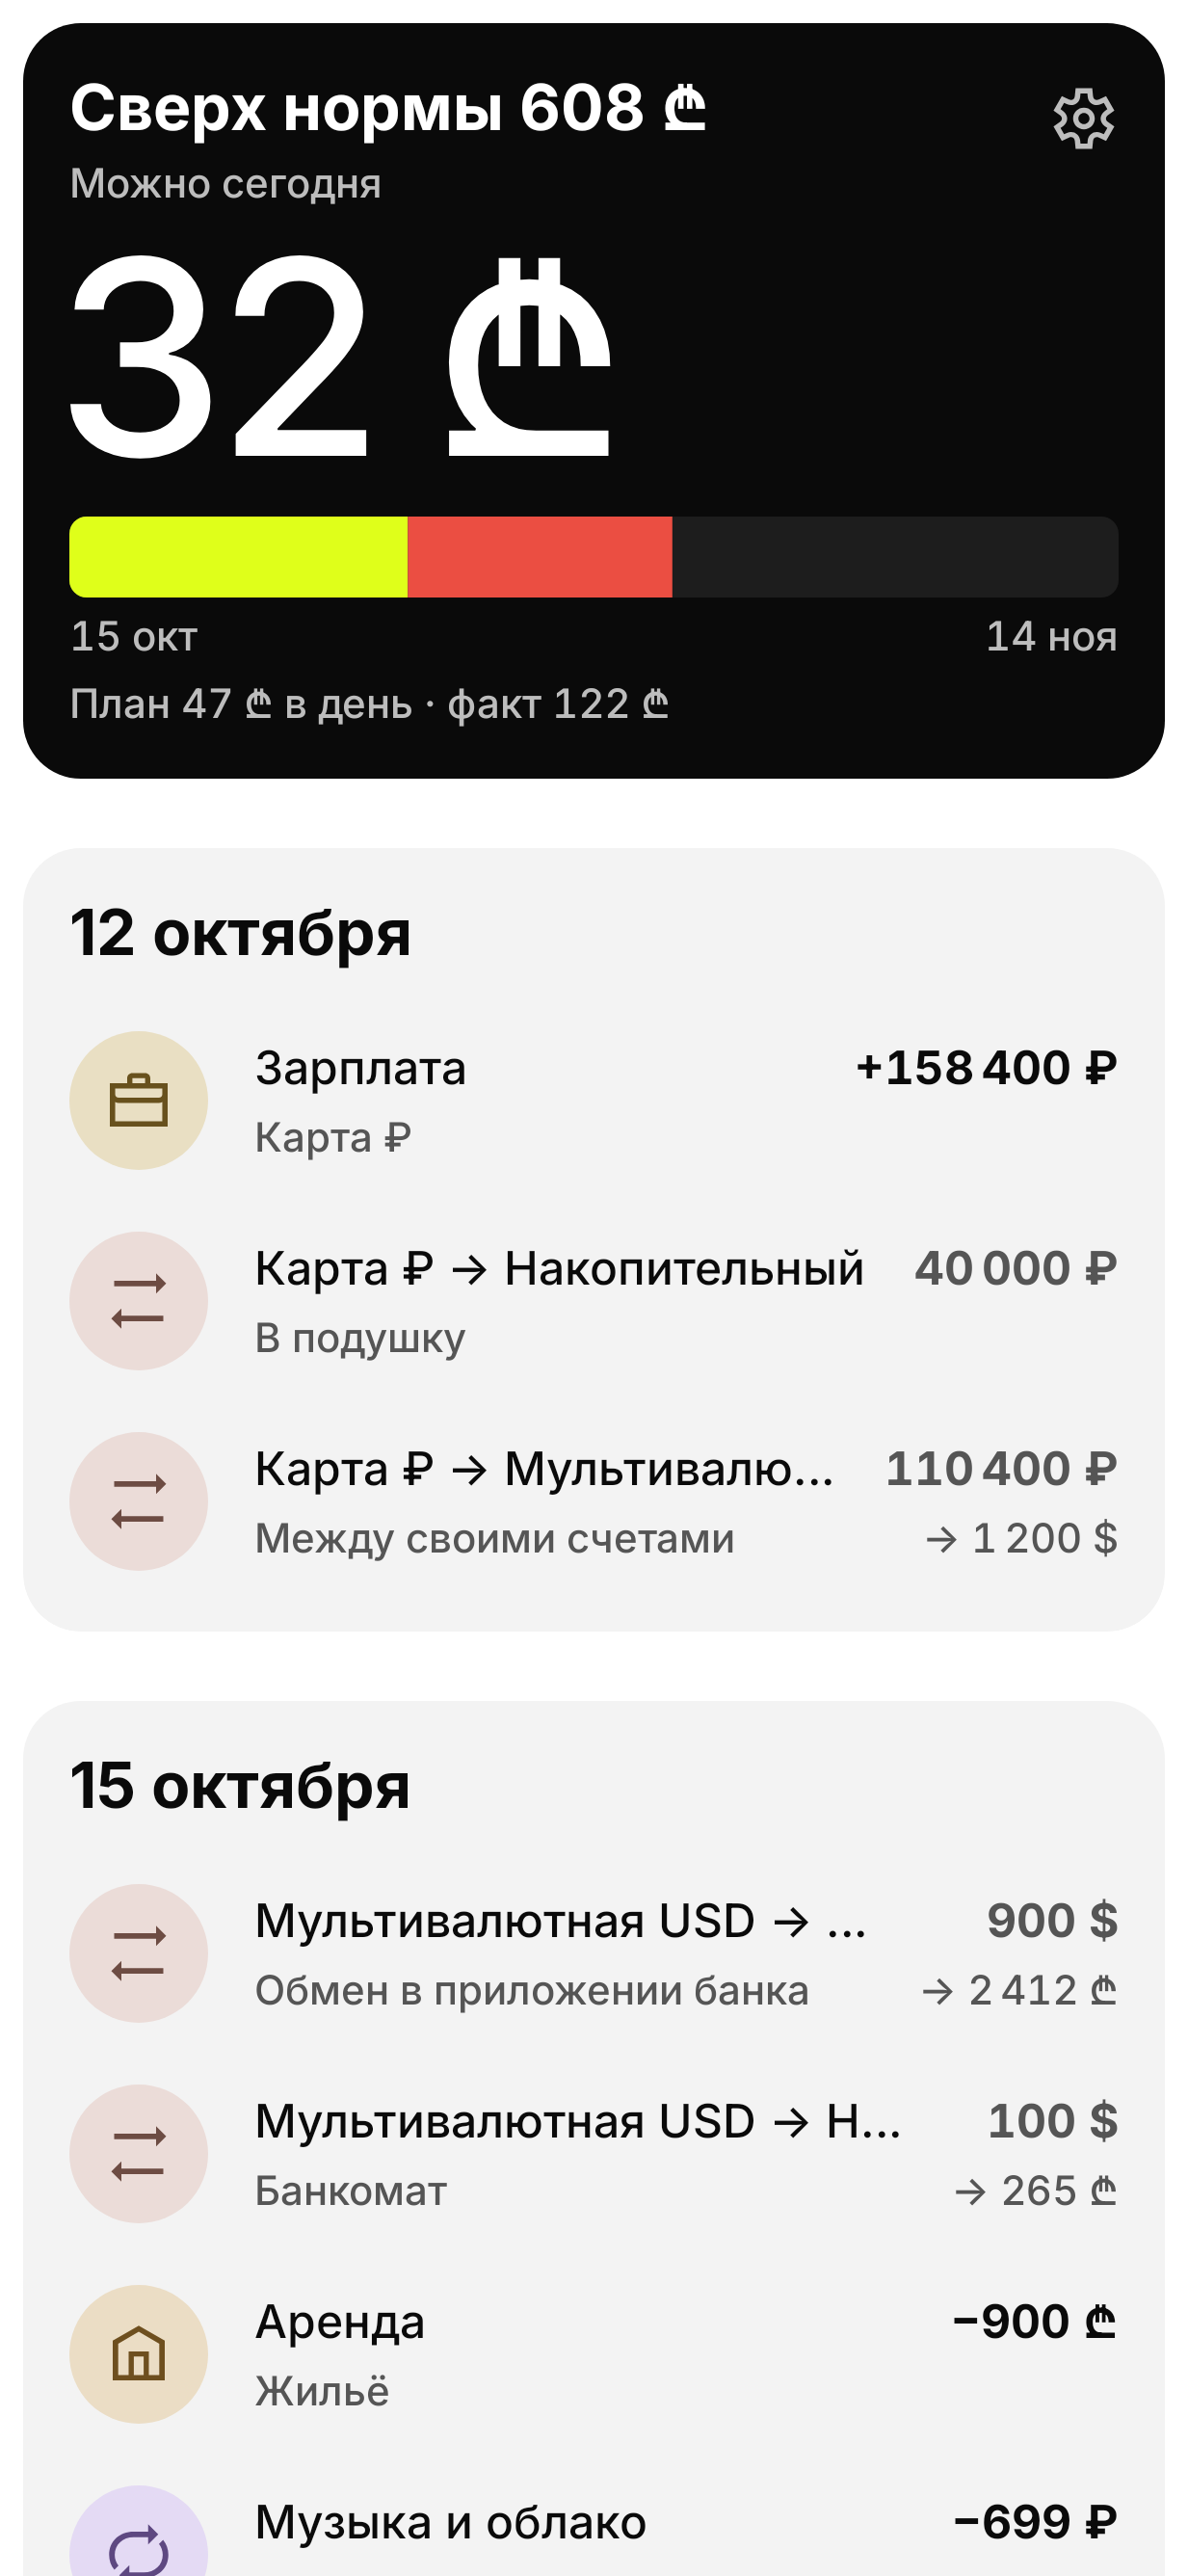 Сверх нормы 608 ₾
Можно сегодня
32 ₾
15 окт
14 ноя
План 47 ₾ в день · факт 122 ₾
12 октября
Зарплата
+158 400 ₽
Карта ₽
Карта ₽ → Накопительный
40 000 ₽
В подушку
Карта ₽ → Мультивалю...
110 400 ₽
Между своими счетами
→ 1 200 $
15 октября
Мультивалютная USD → ...
900 $
Обмен в приложении банка
→ 2 412 ₾
Мультивалютная USD → Н...
100 $
Банкомат
→ 265 ₾
Аренда
−900 ₾
Жильё
Музыка и облако
−699 ₽